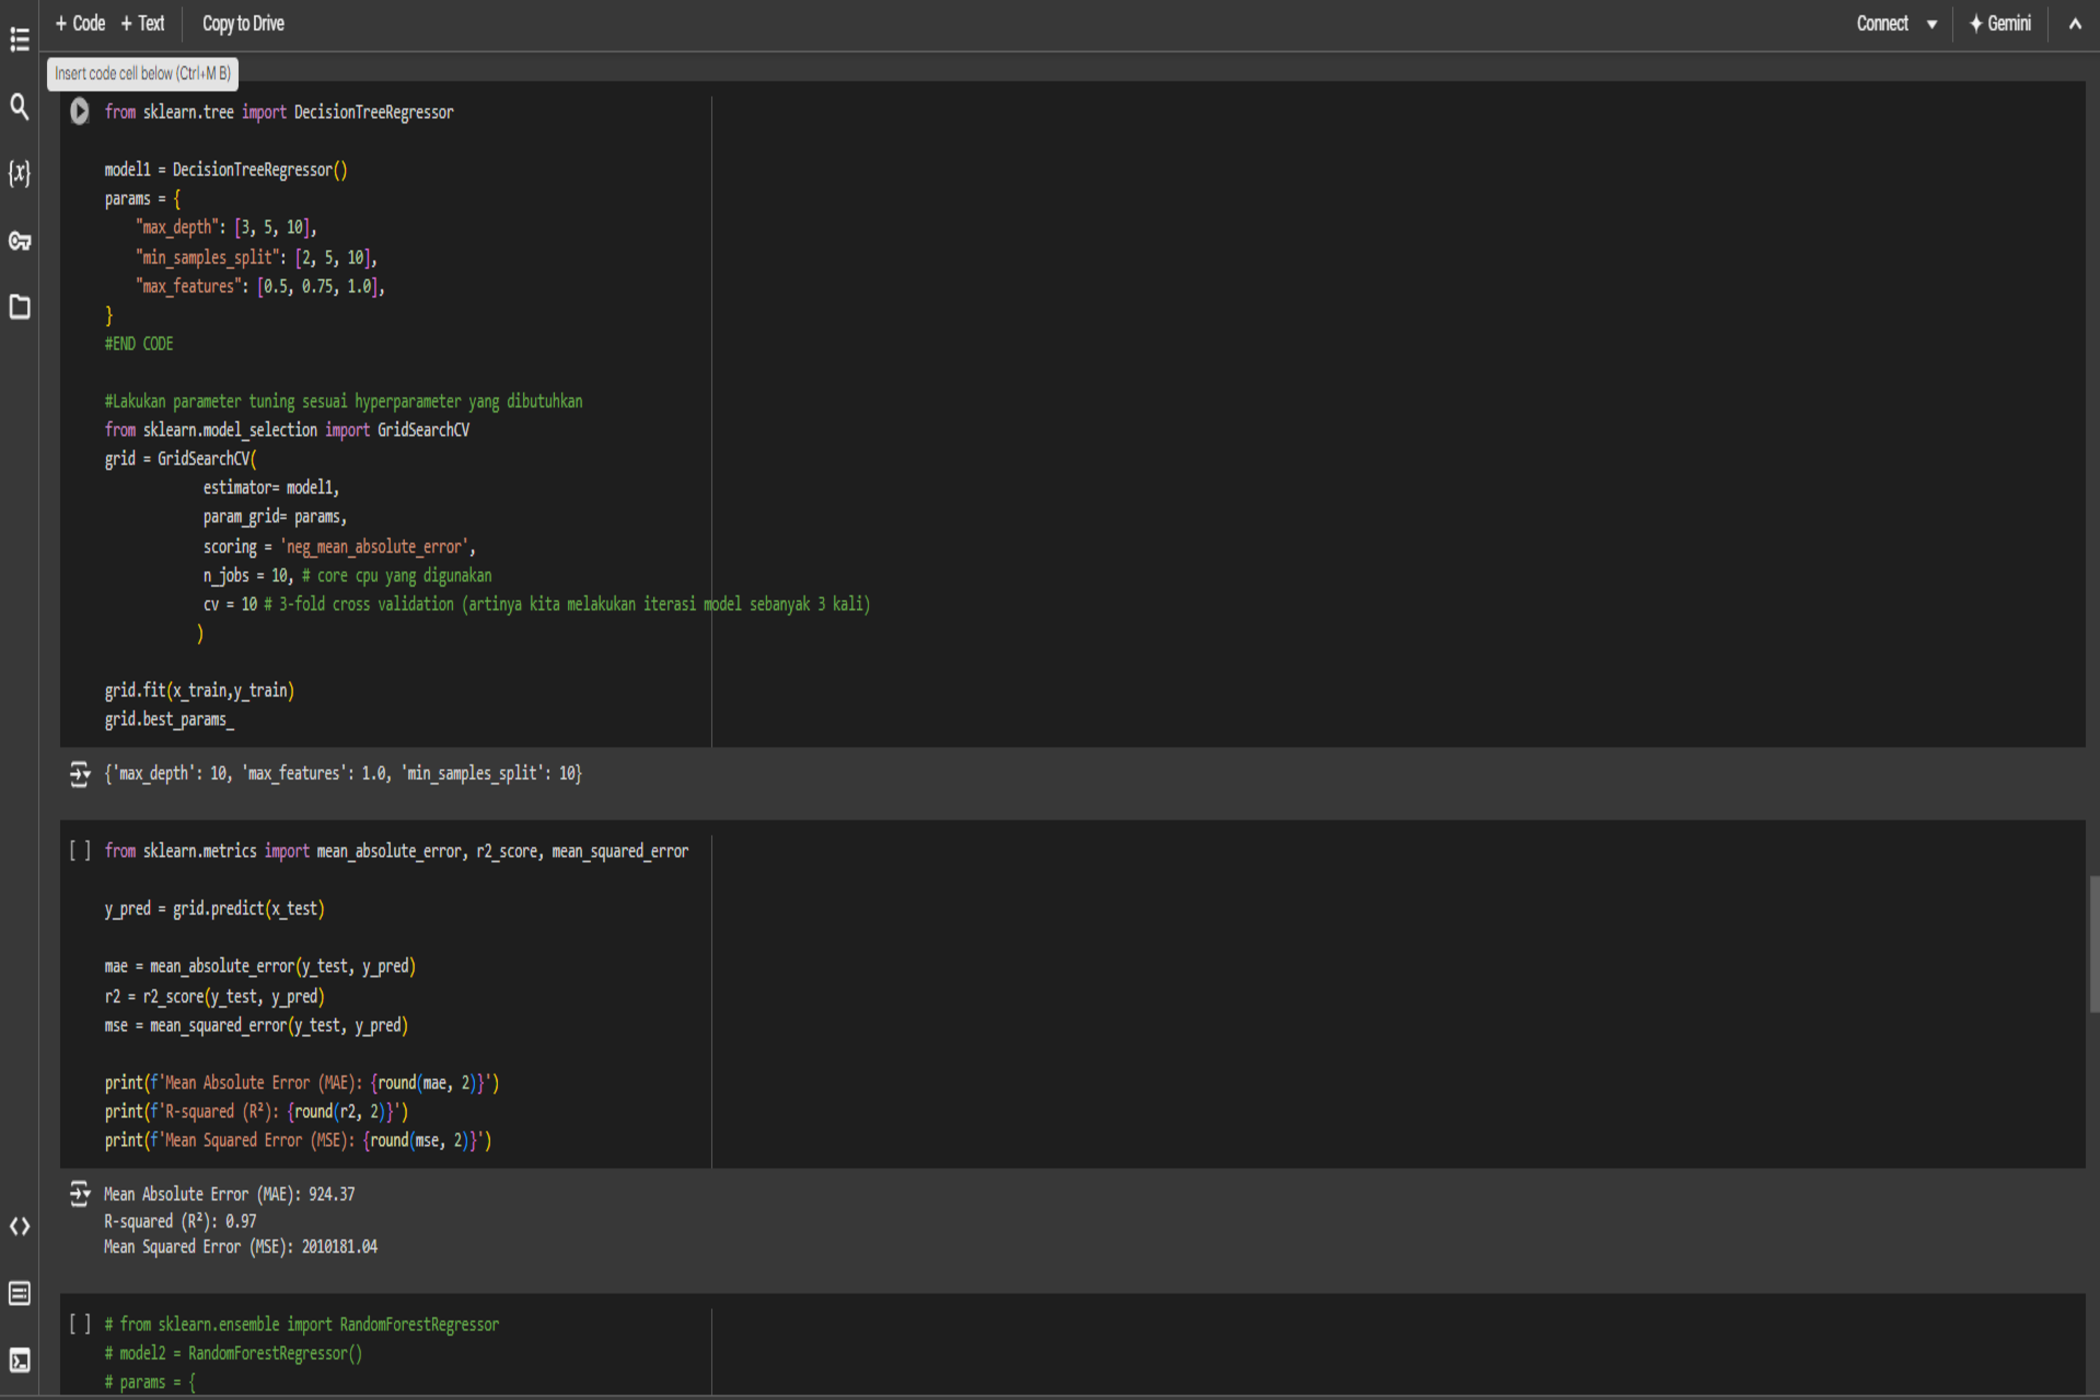 + Code + Text Copy to Drive Connect Gemini
Insert code cell below (Ctrl+M B)
{x}
from sklearn.tree import DecisionTreeRegressor
model1 = DecisionTreeRegressor()
params = {
"max_depth": [3, 5, 10],
"min_samples_split": [2, 5, 10],
"max_features": [0.5, 0.75, 1.0],
}
#END CODE
#Lakukan parameter tuning sesuai hyperparameter yang dibutuhkan
from sklearn.model_selection import GridSearchCV
grid = GridSearchCV(
estimator= model1,
param_grid= params,
scoring = 'neg_mean_absolute_error',
n_jobs = 10, # core cpu yang digunakan
cv = 10 # 3-fold cross validation (artinya kita melakukan iterasi model sebanyak 3 kali)
)
grid.fit(x_train,y_train)
grid.best_params_
{'max_depth': 10, 'max_features': 1.0, 'min_samples_split': 10}
[ ] from sklearn.metrics import mean_absolute_error, r2_score, mean_squared_error
y_pred = grid.predict(x_test)
mae = mean_absolute_error(y_test, y_pred)
r2 = r2_score(y_test, y_pred)
mse = mean_squared_error(y_test, y_pred)
print(f'Mean Absolute Error (MAE): {round(mae, 2)}')
print(f'R-squared (R²): {round(r2, 2)}')
print(f'Mean Squared Error (MSE): {round(mse, 2)}')
Mean Absolute Error (MAE): 924.37
R-squared (R²): 0.97
Mean Squared Error (MSE): 2010181.04
[ ] # from sklearn.ensemble import RandomForestRegressor
# model2 = RandomForestRegressor()
# params = {